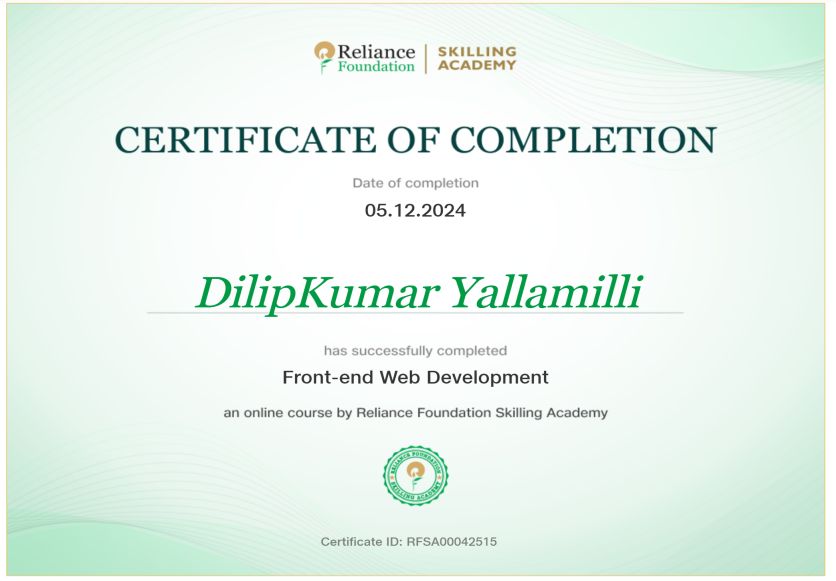 Reliance Foundation | SKILLING ACADEMY
CERTIFICATE OF COMPLETION
Date of completion
05.12.2024
DilipKumar Yallamilli
has successfully completed
Front-end Web Development
an online course by Reliance Foundation Skilling Academy
RELIANCE FOUNDATION
SKILLING ACADEMY
Certificate ID: RFSA00042515